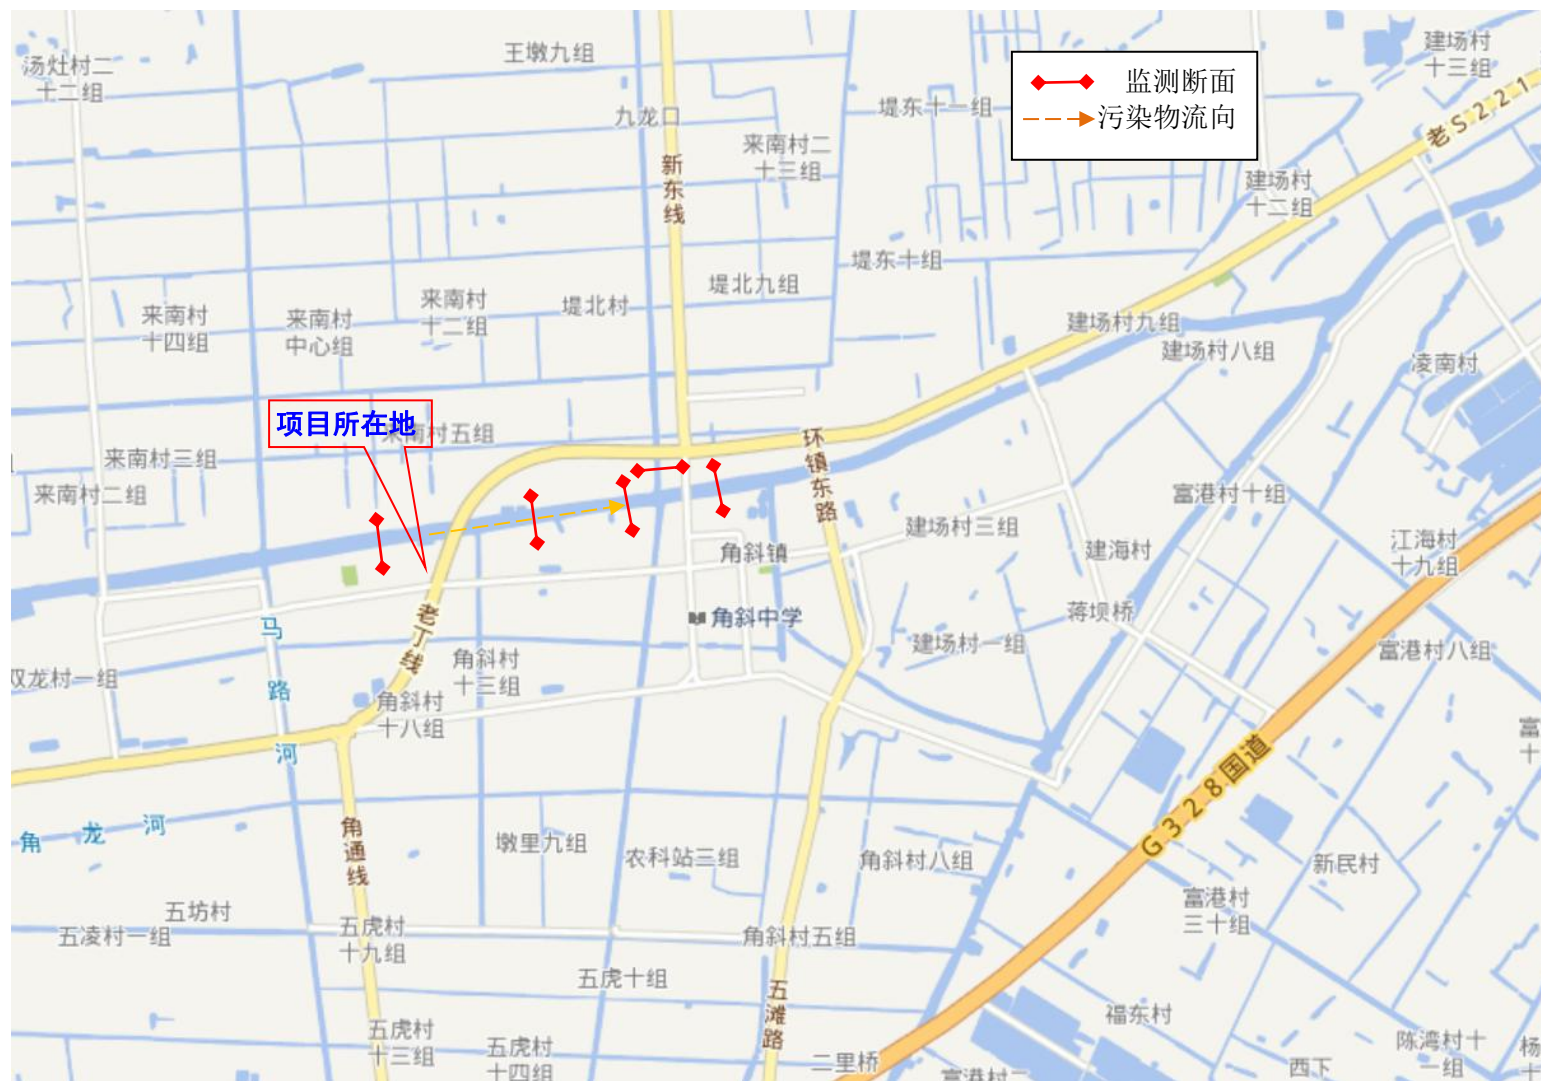 汤灶村二
十二组
王墩九组
建场村
十三组
监测断面
污染物流向
九龙口
堤东十一组
老S221
来南村二
十三组
新东线
建场村
十二组
堤东十组
来南村
十四组
来南村
中心组
来南村
十二组
堤北村
堤北九组
建场村九组
建场村八组
凌南村
项目所在地
来南村五组
来南村三组
来南村二组
环镇东路
富港村十组
角斜镇
建场村三组
建海村
江海村
十九组
马路河
老丁线
角斜中学
蒋坝桥
建场村一组
富港村八组
双龙村一组
角斜村
十三组
角斜村
十八组
富
十
G328国道
角龙河
角通线
墩里九组
农科站三组
角斜村八组
新民村
富港村
三十组
五坊村
五凌村一组
五虎村
十九组
角斜村五组
五虎十组
五滩路
福东村
五虎村
十三组
五虎村
十四组
二里桥
陈湾村十
一组
杨
西下